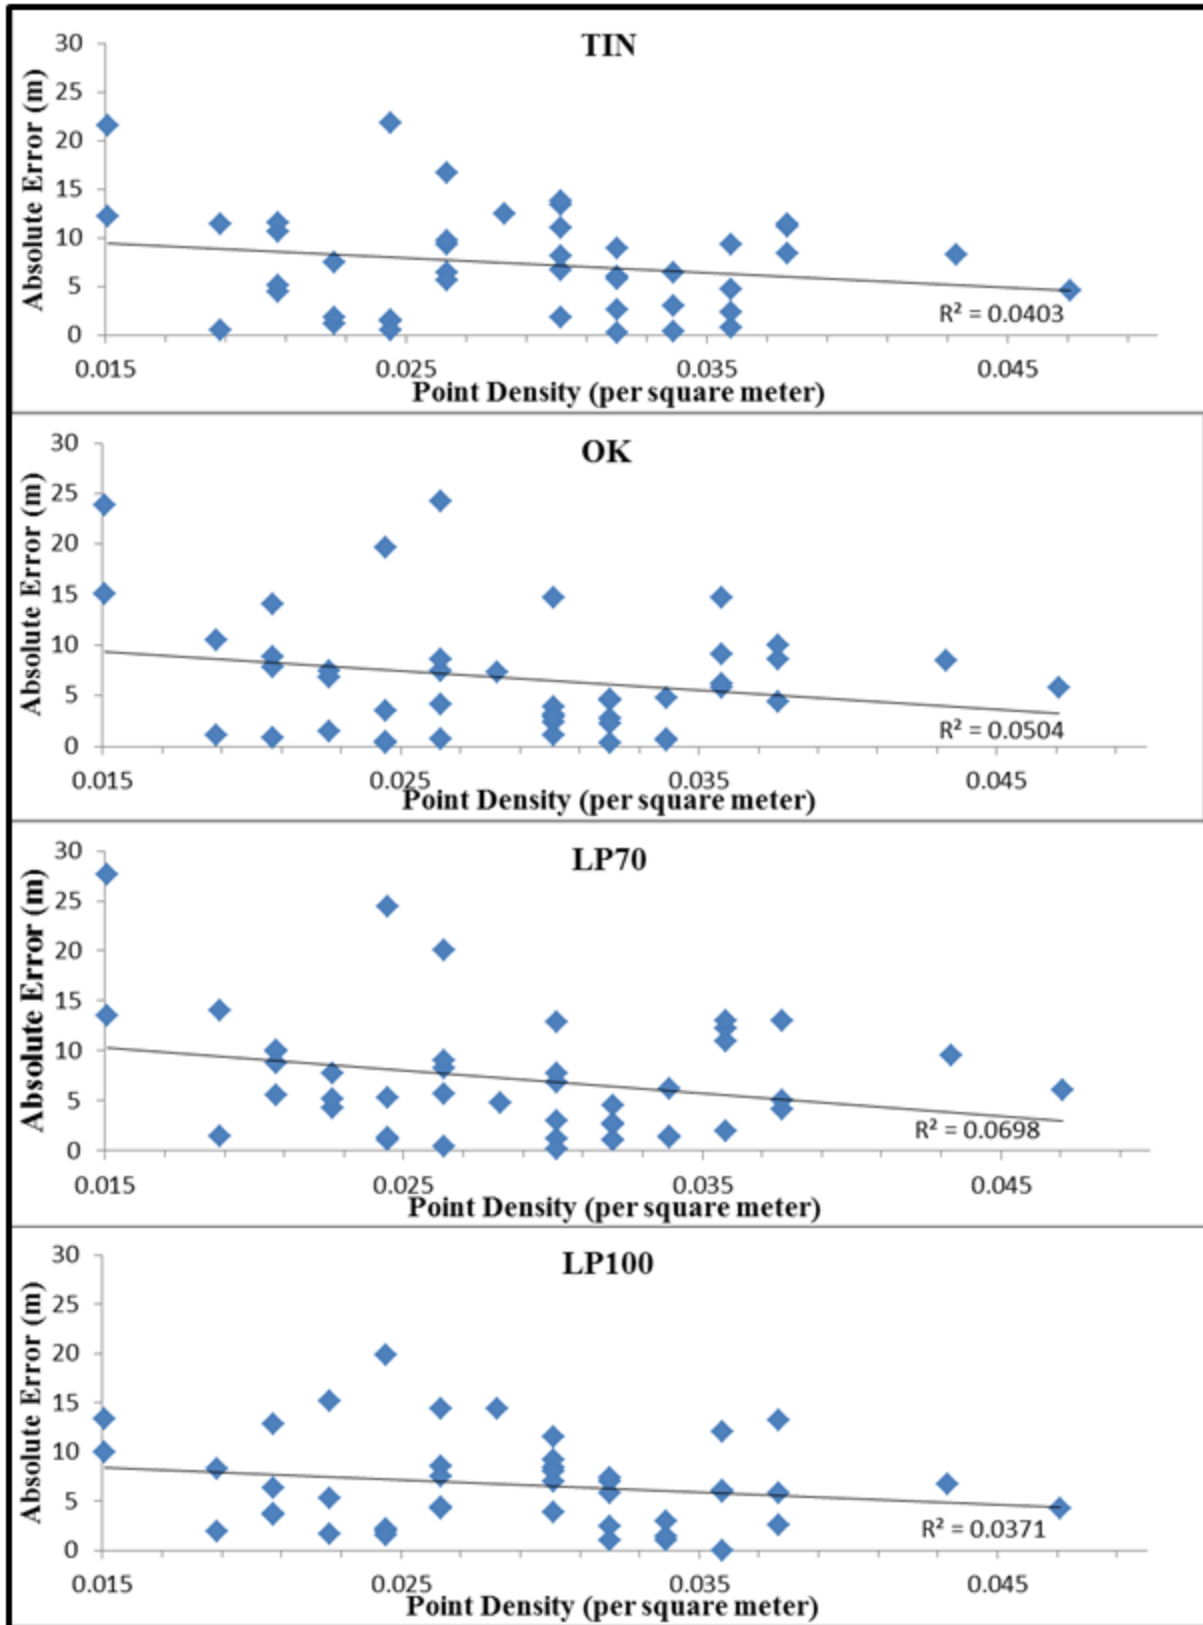 TIN
Absolute Error (m)
30
25
20
15
10
5
0
R² = 0.0403
0.015 0.025 0.035 0.045
Point Density (per square meter)
OK
Absolute Error (m)
30
25
20
15
10
5
0
R² = 0.0504
0.015 0.025 0.035 0.045
Point Density (per square meter)
LP70
Absolute Error (m)
30
25
20
15
10
5
0
R² = 0.0698
0.015 0.025 0.035 0.045
Point Density (per square meter)
LP100
Absolute Error (m)
30
25
20
15
10
5
0
R² = 0.0371
0.015 0.025 0.035 0.045
Point Density (per square meter)